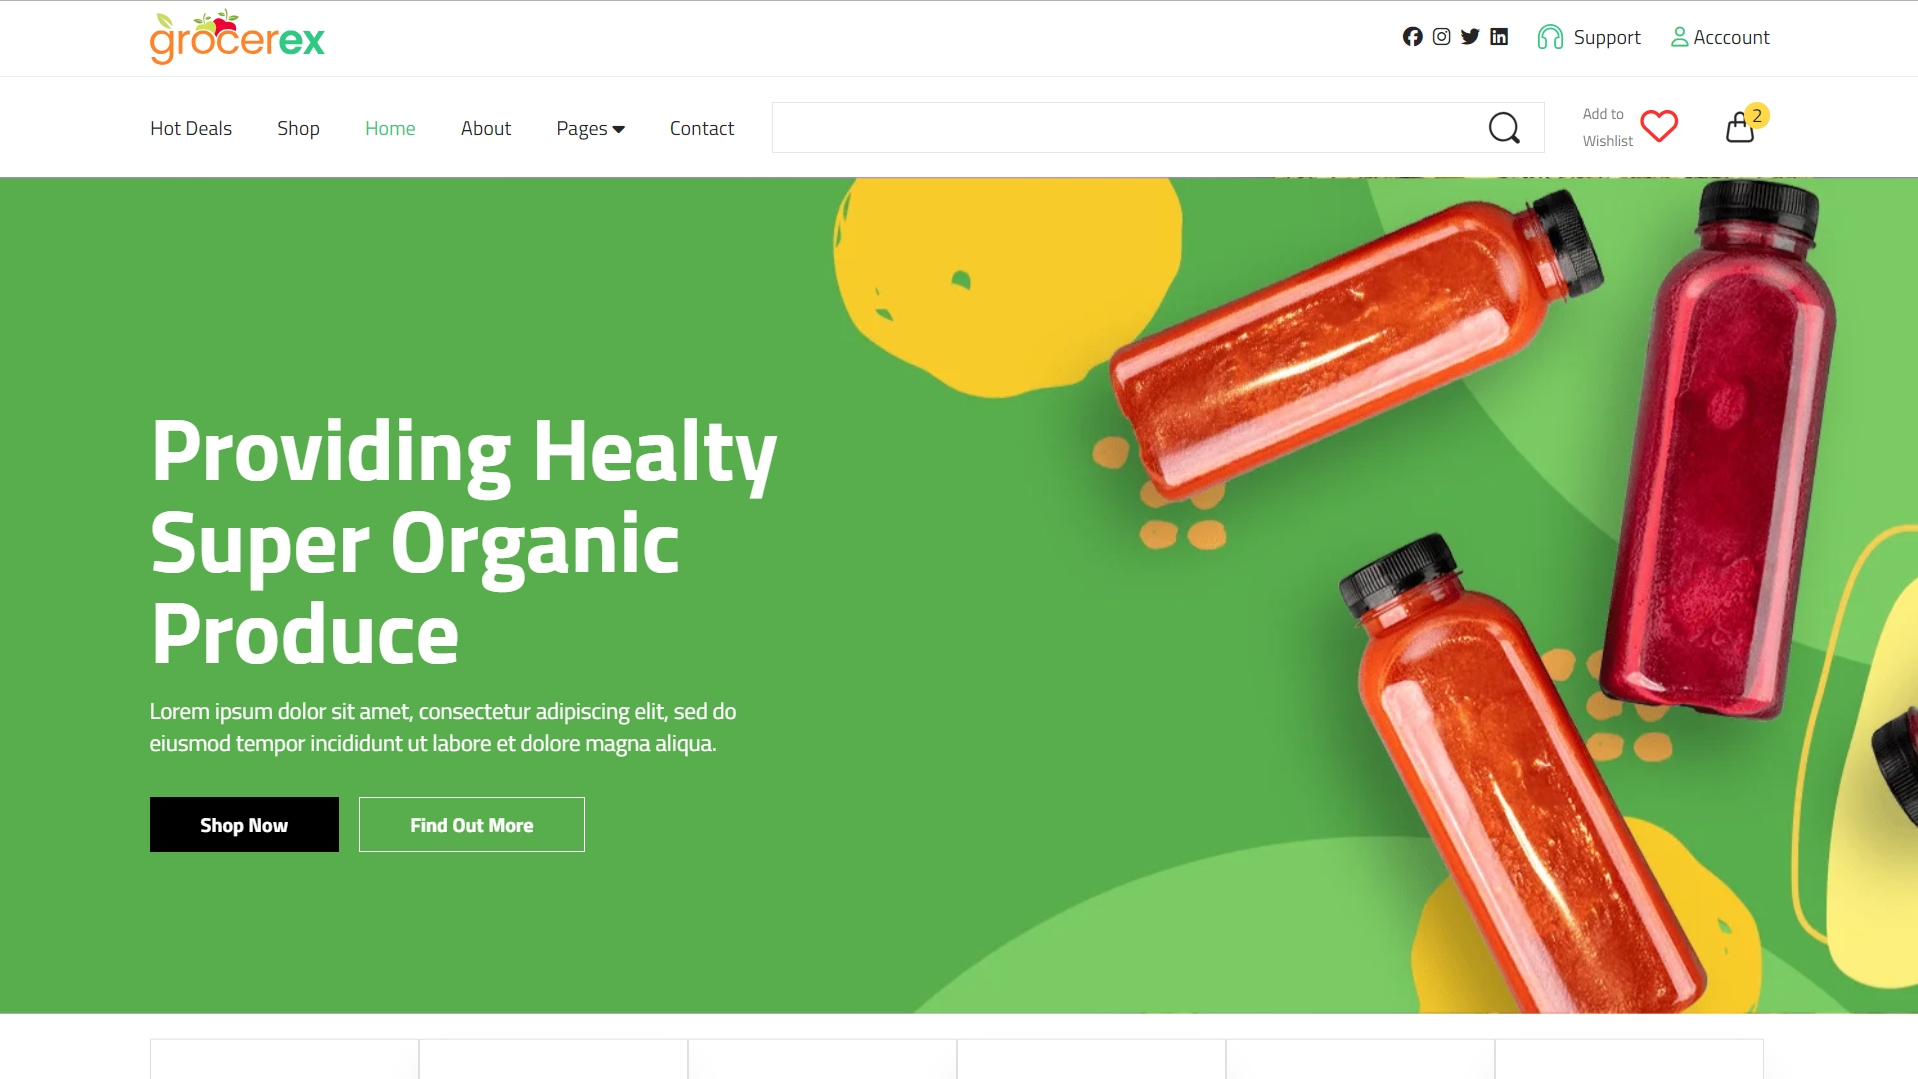 grocerex
Support
Acccount
Hot Deals
Shop
Home
About
Pages
Contact
Add to
Wishlist
2
Providing Healty
Super Organic
Produce
Lorem ipsum dolor sit amet, consectetur adipiscing elit, sed do
eiusmod tempor incididunt ut labore et dolore magna aliqua.
Shop Now
Find Out More